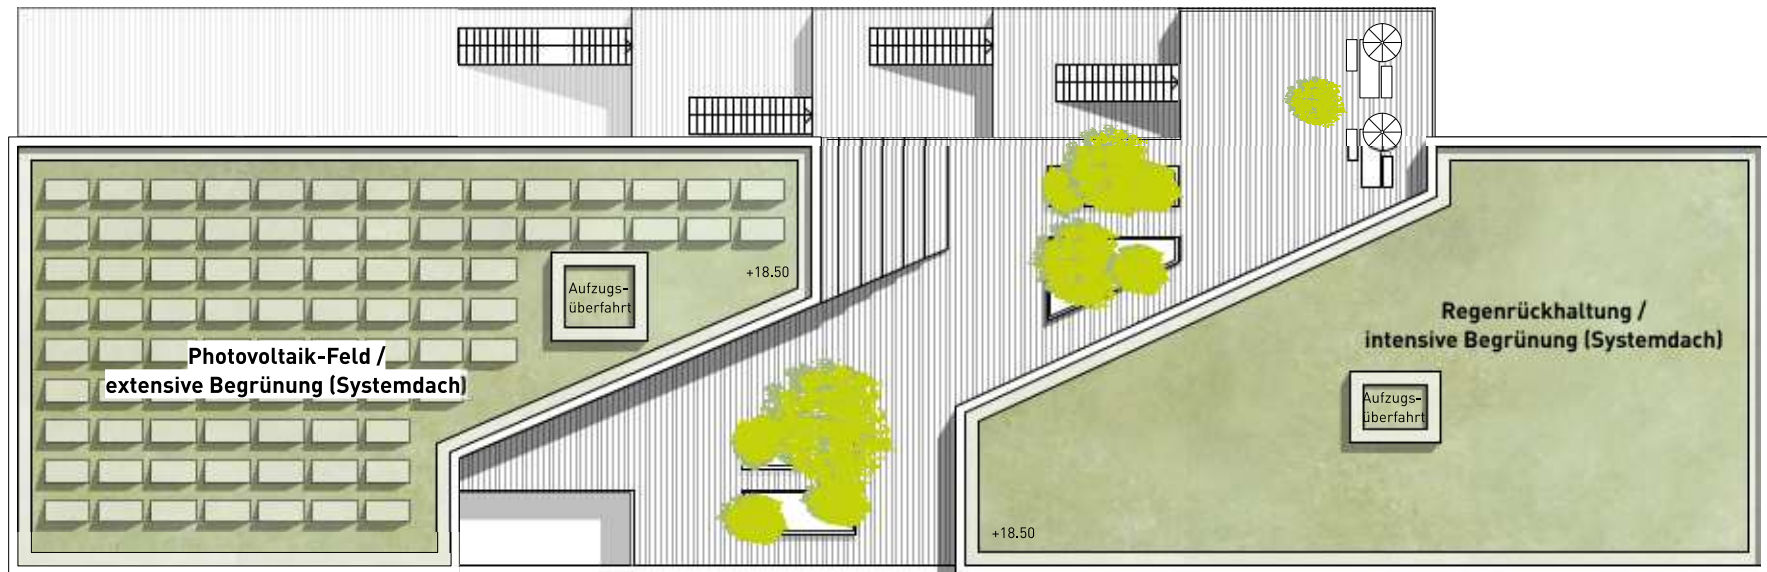 +18.50
Aufzugs-
überfahrt
Photovoltaik-Feld /
extensive Begrünung (Systemdach)
Regenrückhaltung /
intensive Begrünung (Systemdach)
Aufzugs-
überfahrt
+18.50